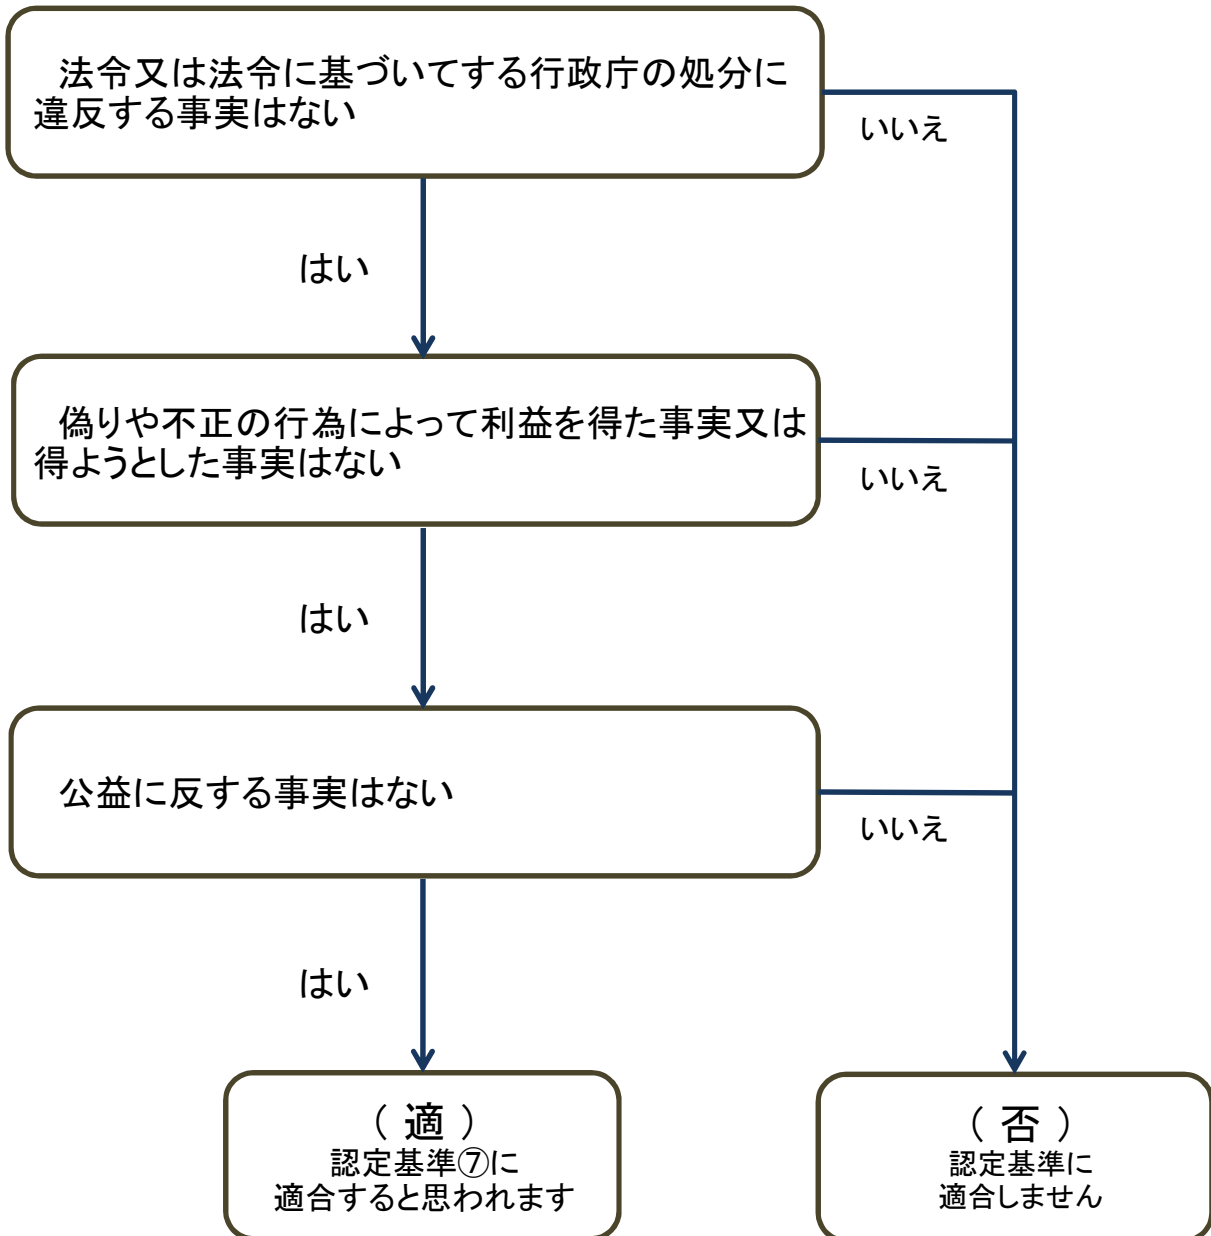 法令又は法令に基づいてする行政庁の処分に
違反する事実はない
いいえ
はい
偽りや不正の行為によって利益を得た事実又は
得ようとした事実はない
いいえ
はい
公益に反する事実はない
いいえ
はい
（ 適 ）
認定基準⑦に
適合すると思われます
（ 否 ）
認定基準に
適合しません